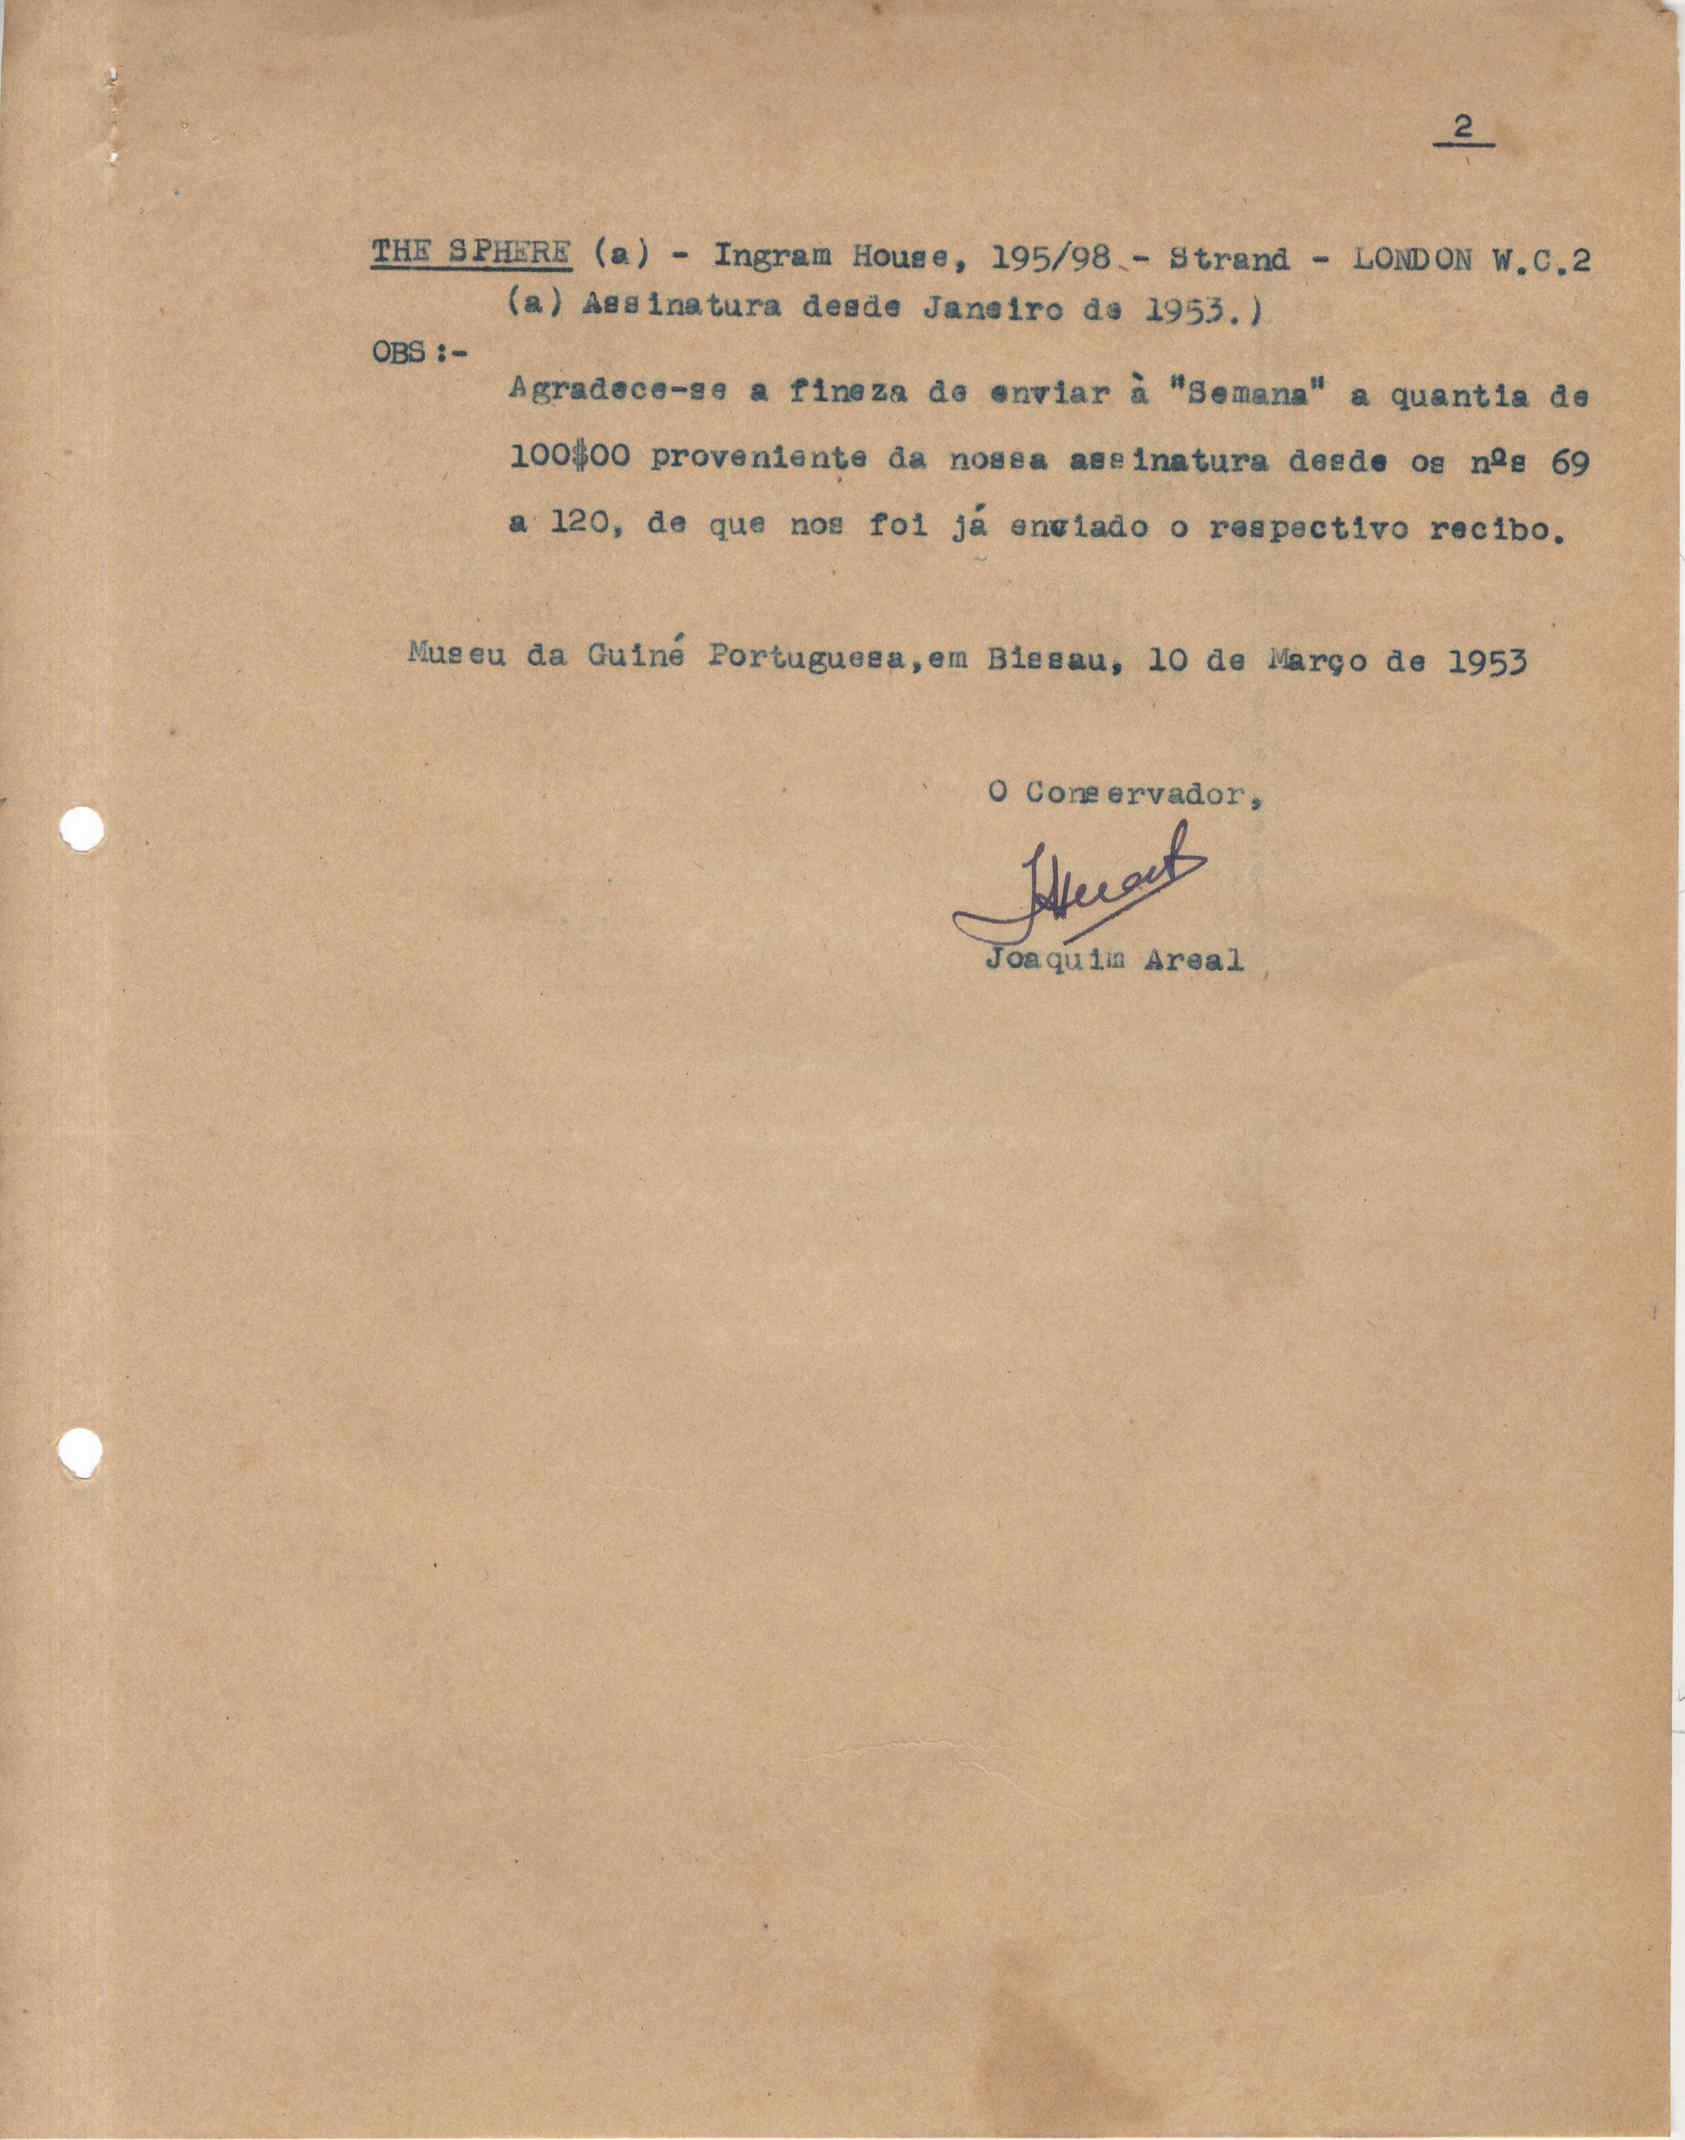 2
THE SPHERE (a) - Ingram House, 195/98 - Strand - LONDON W.C.2
(a) Assinatura desde Janeiro de 1953.)
OBS:-
Agradece-se a fineza de enviar à "Semana" a quantia de
100$00 proveniente da nossa assinatura desde os nºs 69
a 120, de que nos foi já enviado o respectivo recibo.
Museu da Guiné Portuguesa,em Bissau, 10 de Março de 1953
O Conservador,
Joaquim Areal